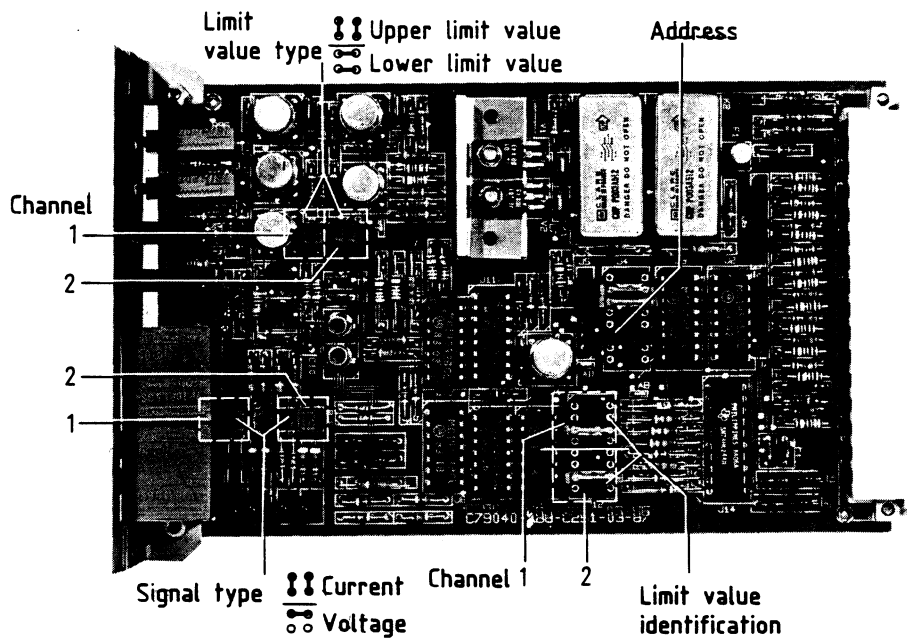 Limit
value type
Upper limit value
Lower limit value
Address
Channel
1
2
2
1
DANGER DO NOT OPEN
DANGER DO NOT OPEN
J14
Signal type
Current
Voltage
Channel 1
2
Limit value
identification